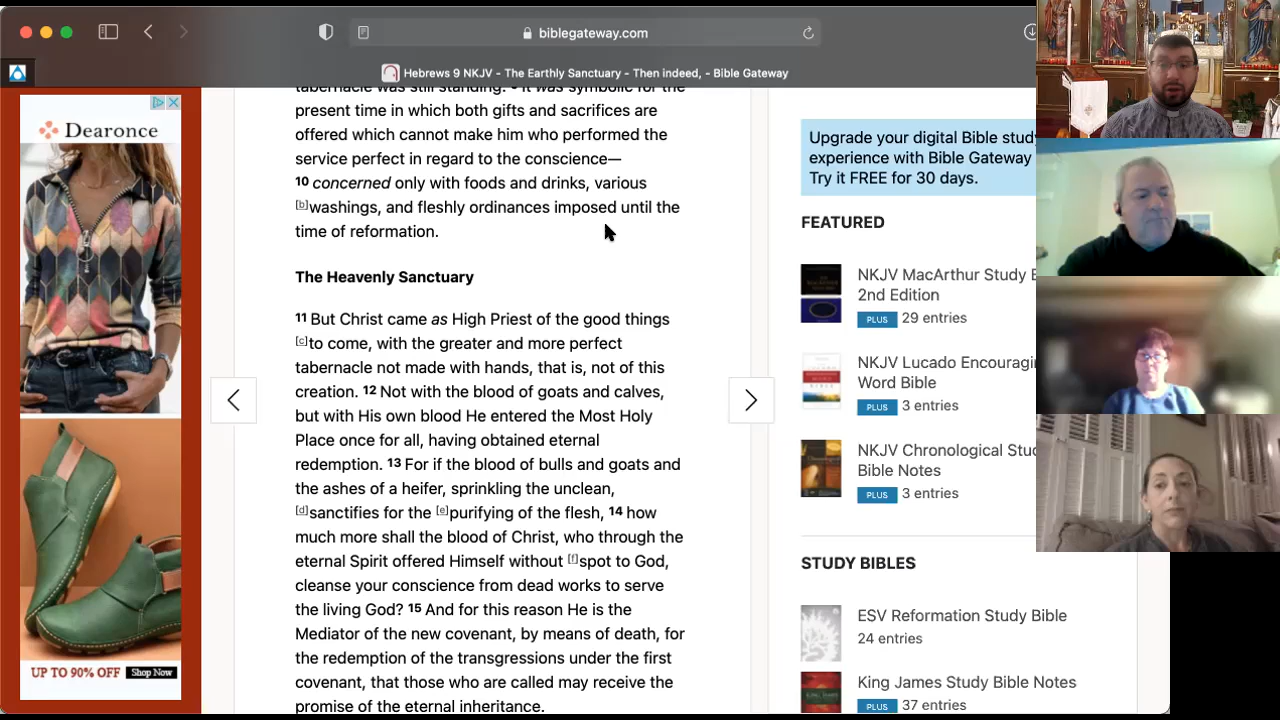 biblegateway.com
Hebrews 9 NKJV - The Earthly Sanctuary - Then indeed, - Bible Gateway
Dearonce
UP TO 90% OFF Shop Now
tabernacle was still standing. It was symbolic for the
present time in which both gifts and sacrifices are
offered which cannot make him who performed the
service perfect in regard to the conscience—
10 concerned only with foods and drinks, various
[b]washings, and fleshly ordinances imposed until the
time of reformation.
The Heavenly Sanctuary
11 But Christ came as High Priest of the good things
[c]to come, with the greater and more perfect
tabernacle not made with hands, that is, not of this
creation. 12 Not with the blood of goats and calves,
but with His own blood He entered the Most Holy
Place once for all, having obtained eternal
redemption. 13 For if the blood of bulls and goats and
the ashes of a heifer, sprinkling the unclean,
[d]sanctifies for the [e]purifying of the flesh, 14 how
much more shall the blood of Christ, who through the
eternal Spirit offered Himself without [f]spot to God,
cleanse your conscience from dead works to serve
the living God? 15 And for this reason He is the
Mediator of the new covenant, by means of death, for
the redemption of the transgressions under the first
covenant, that those who are called may receive the
promise of the eternal inheritance.
Upgrade your digital Bible study
experience with Bible Gateway
Try it FREE for 30 days.
FEATURED
NKJV MacArthur Study
2nd Edition
PLUS 29 entries
NKJV Lucado Encouragi
Word Bible
PLUS 3 entries
NKJV Chronological Stu
Bible Notes
PLUS 3 entries
STUDY BIBLES
ESV Reformation Study Bible
24 entries
King James Study Bible Notes
PLUS 37 entries